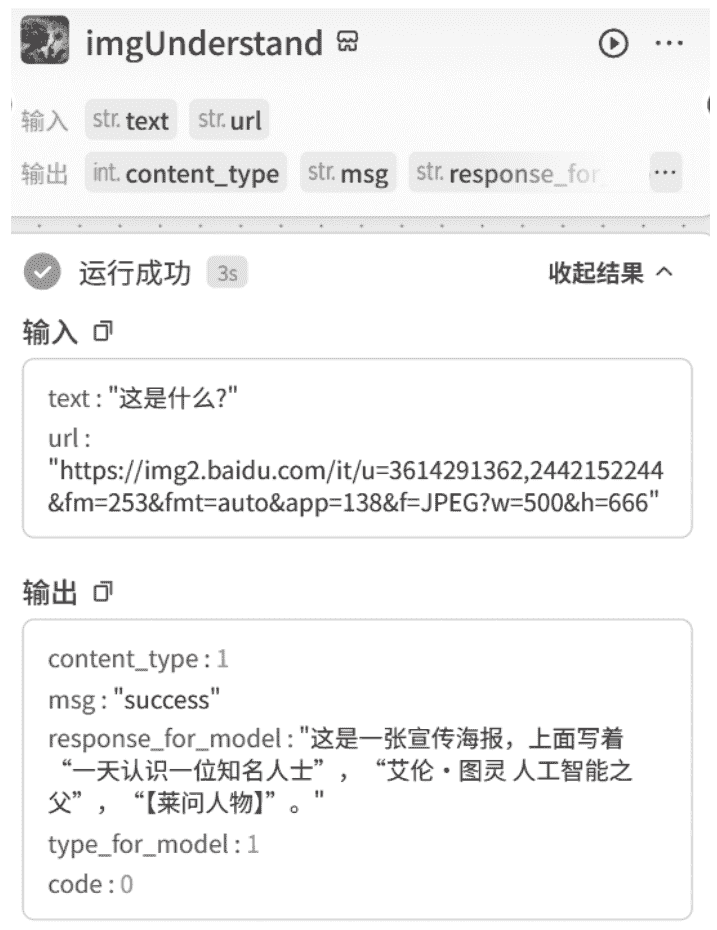 imgUnderstand
输入 str. text str. url
输出 int. content_type str. msg str. response_for ...
运行成功 3s 收起结果
输入
text : "这是什么?"
url :
"https://img2.baidu.com/it/u=3614291362,2442152244
&fm=253&fmt=auto&app=138&f=JPEG?w=500&h=666"
输出
content_type : 1
msg : "success"
response_for_model : "这是一张宣传海报，上面写着
“一天认识一位知名人士”，“艾伦·图灵 人工智能之
父”，“【莱问人物】”。"
type_for_model : 1
code : 0